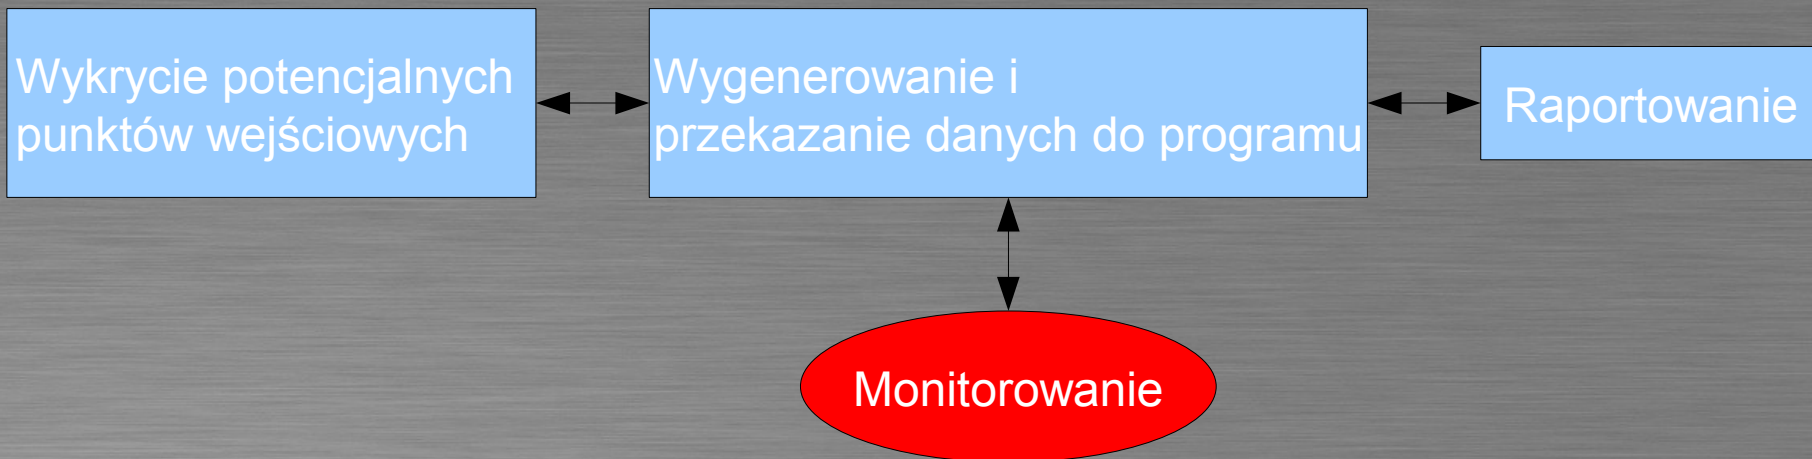 Wykrycie potencjalnych
punktów wejściowych
Wygenerowanie i
przekazanie danych do programu
Raportowanie
Monitorowanie